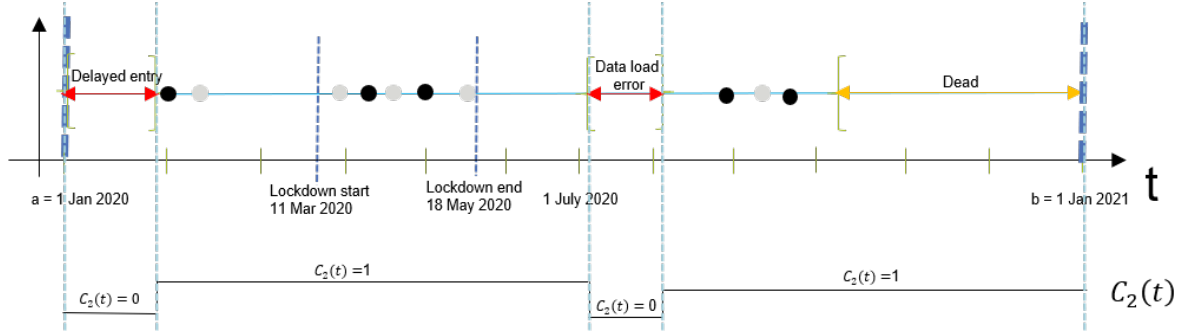 Delayed entry
Data load
error
Dead
t
a = 1 Jan 2020
Lockdown start
11 Mar 2020
Lockdown end
18 May 2020
1 July 2020
b = 1 Jan 2021
C₂(t) = 0
C₂(t) =1
C₂(t) = 0
C₂(t) =1
C₂(t)